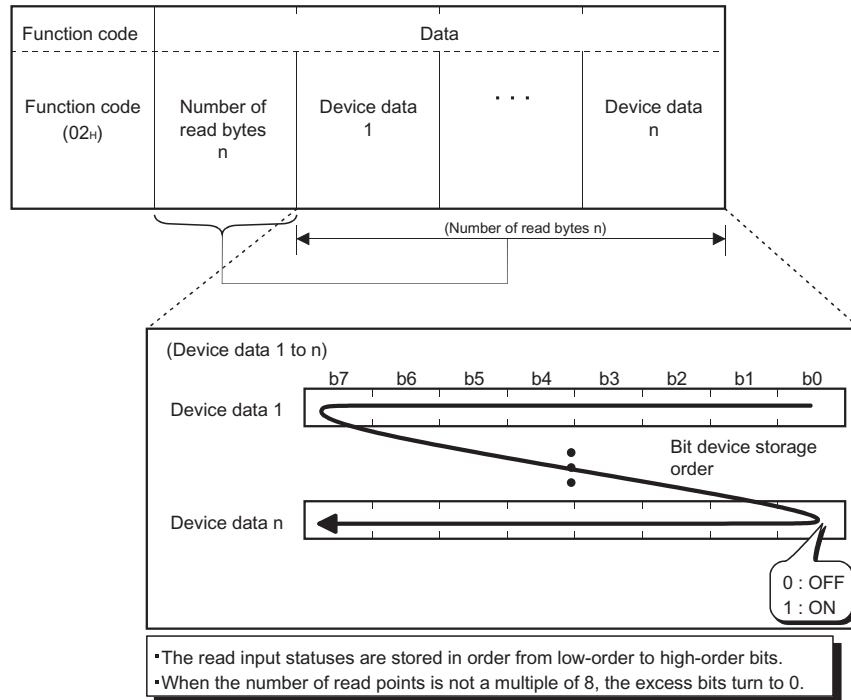 Function code Data
Function code
(02H)
Number of
read bytes
n
Device data
1
. . .
Device data
n
(Number of read bytes n)
(Device data 1 to n)
b7 b6 b5 b4 b3 b2 b1 b0
Device data 1
Bit device storage
order
Device data n
0 : OFF
1 : ON
▪The read input statuses are stored in order from low-order to high-order bits.
▪When the number of read points is not a multiple of 8, the excess bits turn to 0.